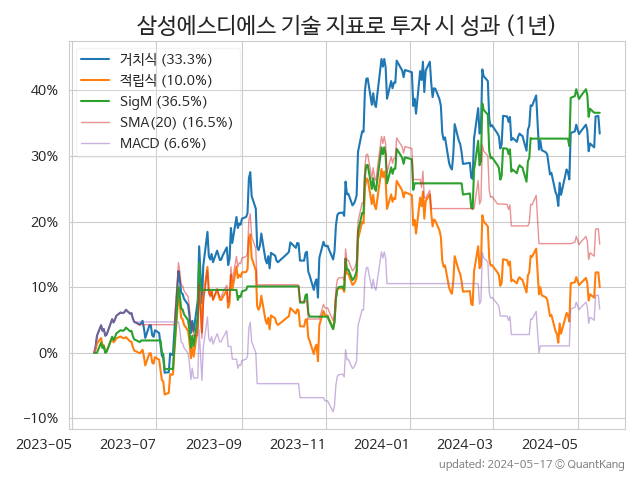 삼성에스디에스 기술 지표로 투자 시 성과 (1년)
거치식 (33.3%)
적립식 (10.0%)
SigM (36.5%)
SMA(20) (16.5%)
MACD (6.6%)
40%
30%
20%
10%
0%
−10%
2023-05 2023-07 2023-09 2023-11 2024-01 2024-03 2024-05
updated: 2024-05-17 © QuantKang